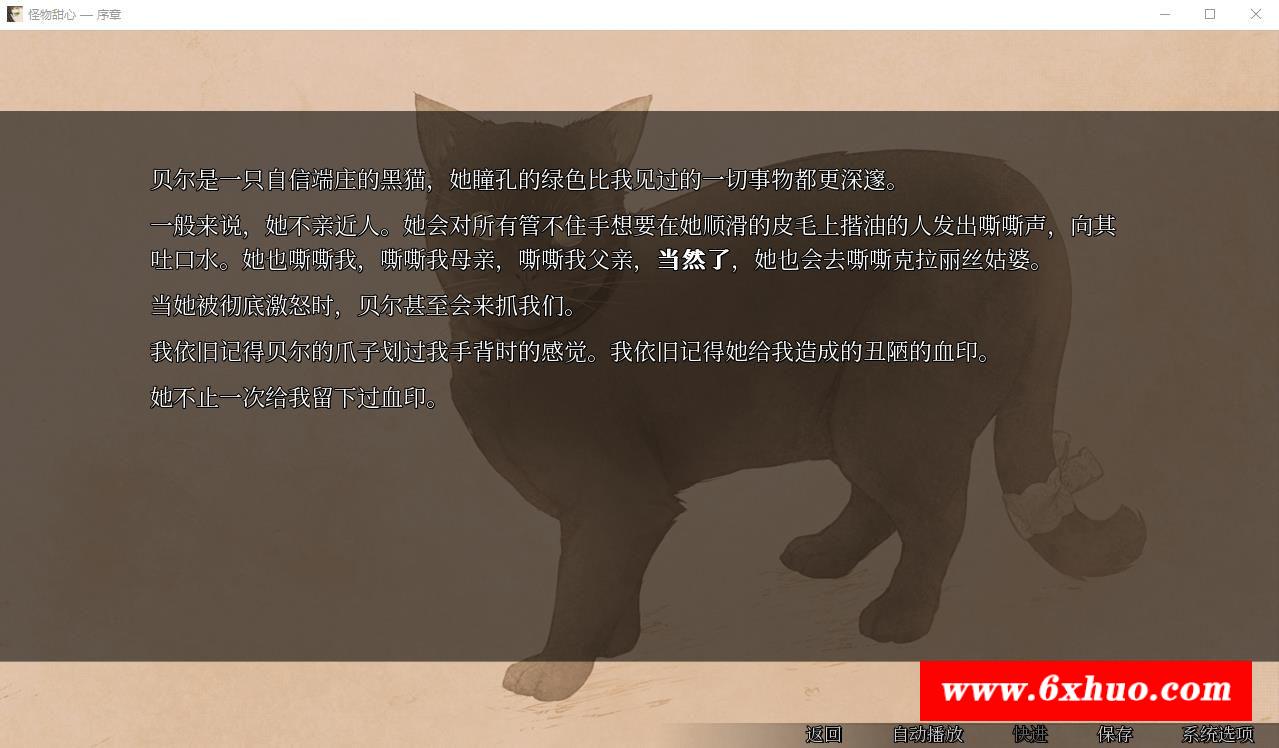 怪物甜心 — 序章
贝尔是一只自信端庄的黑猫，她瞳孔的绿色比我见过的一切事物都更深邃。
一般来说，她不亲近人。她会对所有管不住手想要在她顺滑的皮毛上揩油的人发出嘶嘶声，向其
吐口水。她也嘶嘶我，嘶嘶我母亲，嘶嘶我父亲，当然了，她也会去嘶嘶克拉丽丝姑婆。
当她被彻底激怒时，贝尔甚至会来抓我们。
我依旧记得贝尔的爪子划过我手背时的感觉。我依旧记得她给我造成的丑陋的血印。
她不止一次给我留下过血印。
www.6xhuo.com
返回 自动播放 快进 保存 系统选项